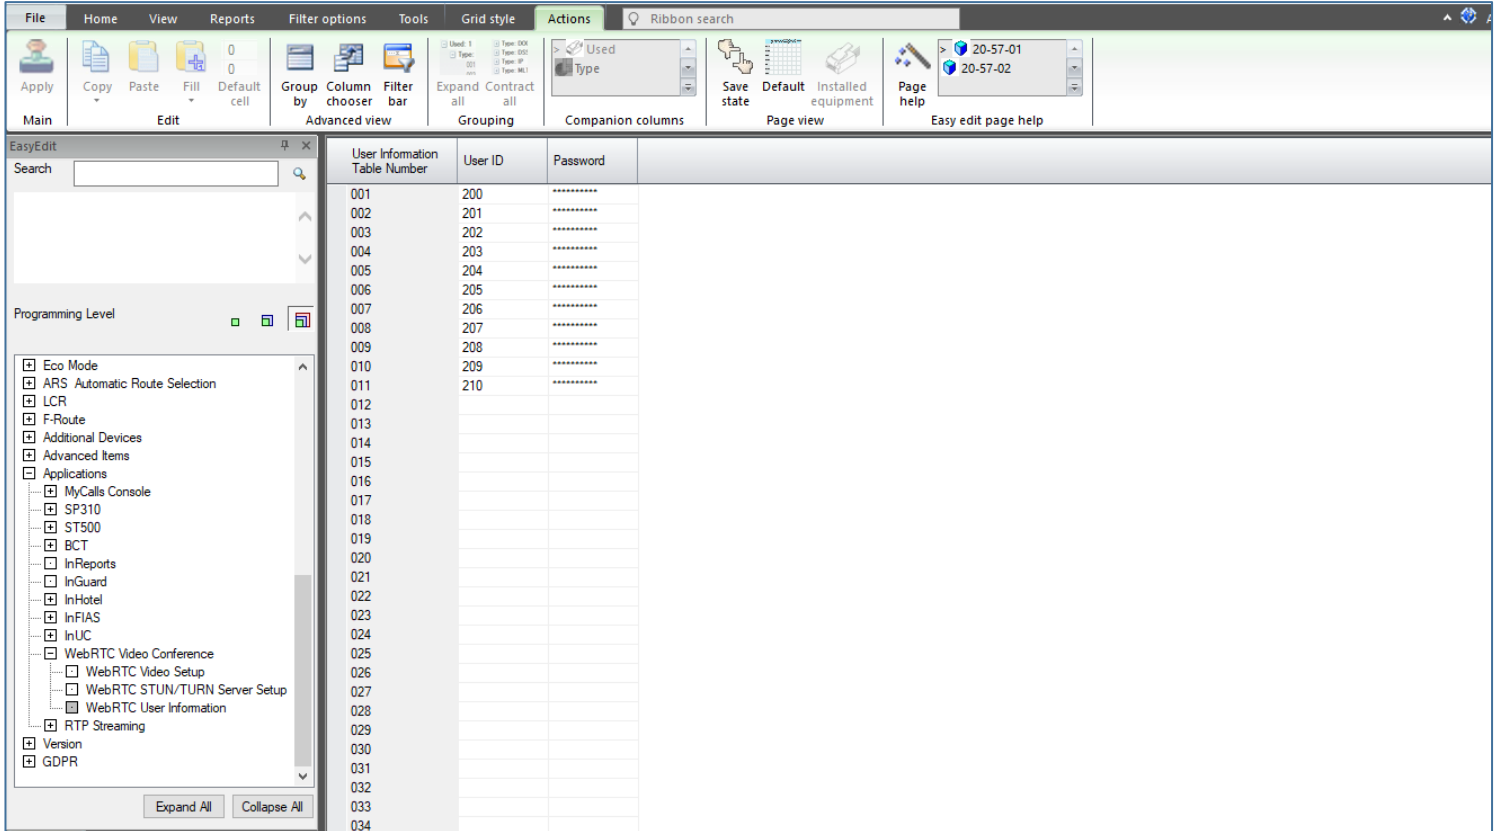 File Home View Reports Filter options Tools Grid style Actions Ribbon search
Apply
Main
Copy Paste Fill
0
0
Default cell
Edit
Group by
Column chooser
Filter bar
Advanced view
Used: 1
Type:
001
Type: IP
Expand all
Contract all
Grouping
> Used
Type
Companion columns
Save state
Default
Installed equipment
Page view
Page help
> 20-57-01
20-57-02
Easy edit page help
EasyEdit
Search
Programming Level
Eco Mode
ARS Automatic Route Selection
LCR
F-Route
Additional Devices
Advanced Items
Applications
MyCalls Console
SP310
ST500
BCT
InReports
InGuard
InHotel
InFIAS
InUC
WebRTC Video Conference
WebRTC Video Setup
WebRTC STUN/TURN Server Setup
WebRTC User Information
RTP Streaming
Version
GDPR
Expand All Collapse All
User Information Table Number User ID Password
001 200 **********
002 201 **********
003 202 **********
004 203 **********
005 204 **********
006 205 **********
007 206 **********
008 207 **********
009 208 **********
010 209 **********
011 210 **********
012
013
014
015
016
017
018
019
020
021
022
023
024
025
026
027
028
029
030
031
032
033
034